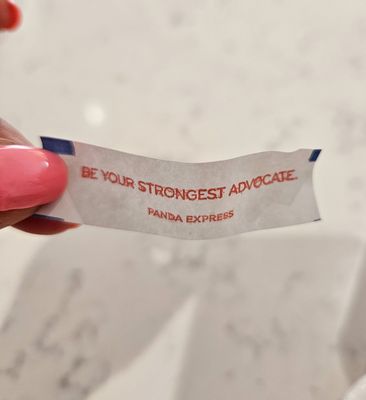 BE YOUR STRONGEST ADVOCATE.
PANDA EXPRESS